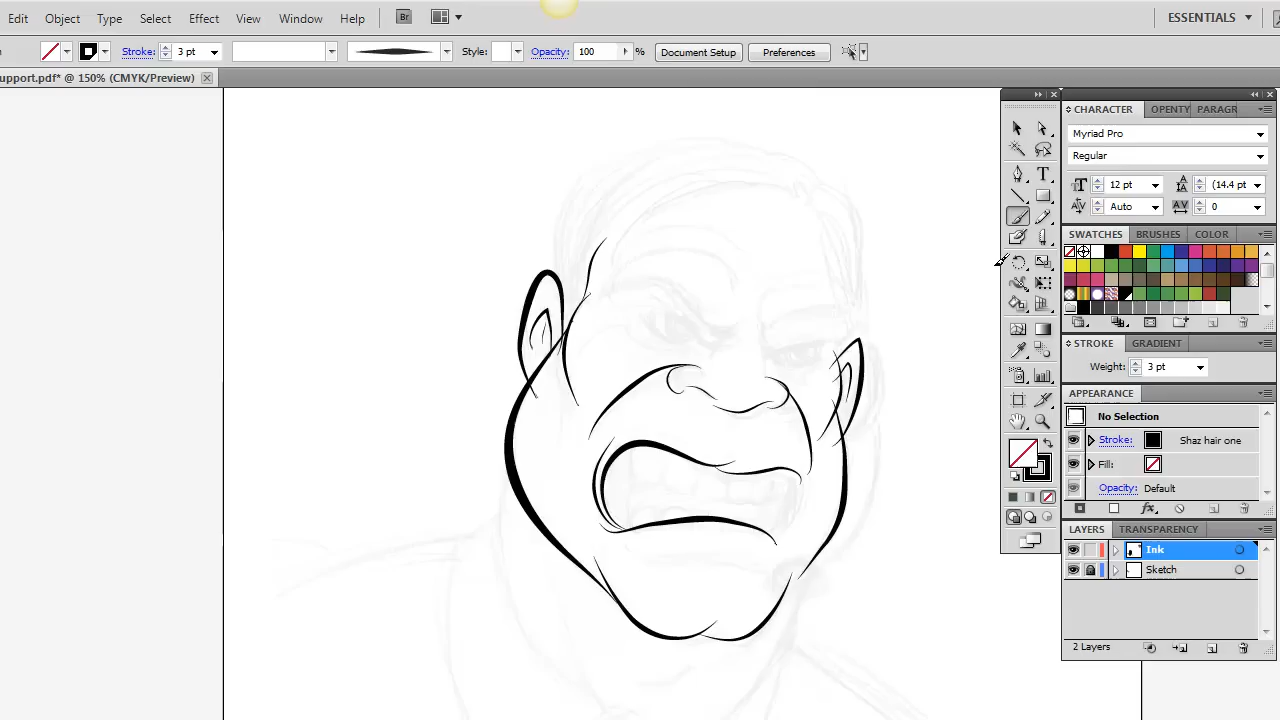 Edit Object Type Select Effect View Window Help Br ESSENTIALS
Stroke: 3 pt Style: Opacity: 100 % Document Setup Preferences
upport.pdf* @ 150% (CMYK/Preview)
CHARACTER OPENTY PARAGR
Myriad Pro
Regular
12 pt (14.4 pt
Auto 0
SWATCHES BRUSHES COLOR
STROKE GRADIENT
Weight: 3 pt
APPEARANCE
No Selection
Stroke: Shaz hair one
Fill:
Opacity: Default
LAYERS TRANSPARENCY
Ink
Sketch
2 Layers